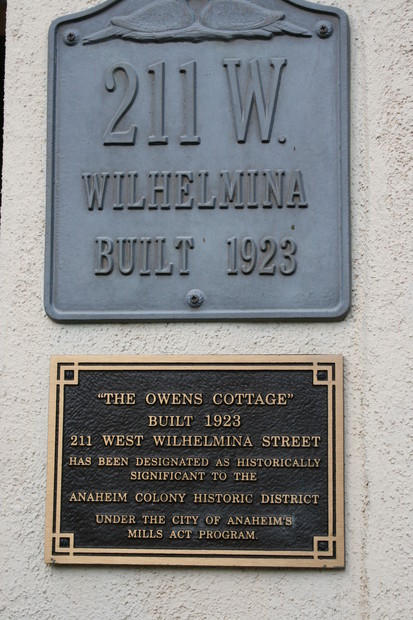 211 W.
WILHELMINA
BUILT 1923
"THE OWENS COTTAGE"
BUILT 1923
211 WEST WILHELMINA STREET
HAS BEEN DESIGNATED AS HISTORICALLY
SIGNIFICANT TO THE
ANAHEIM COLONY HISTORIC DISTRICT
UNDER THE CITY OF ANAHEIM'S
MILLS ACT PROGRAM.